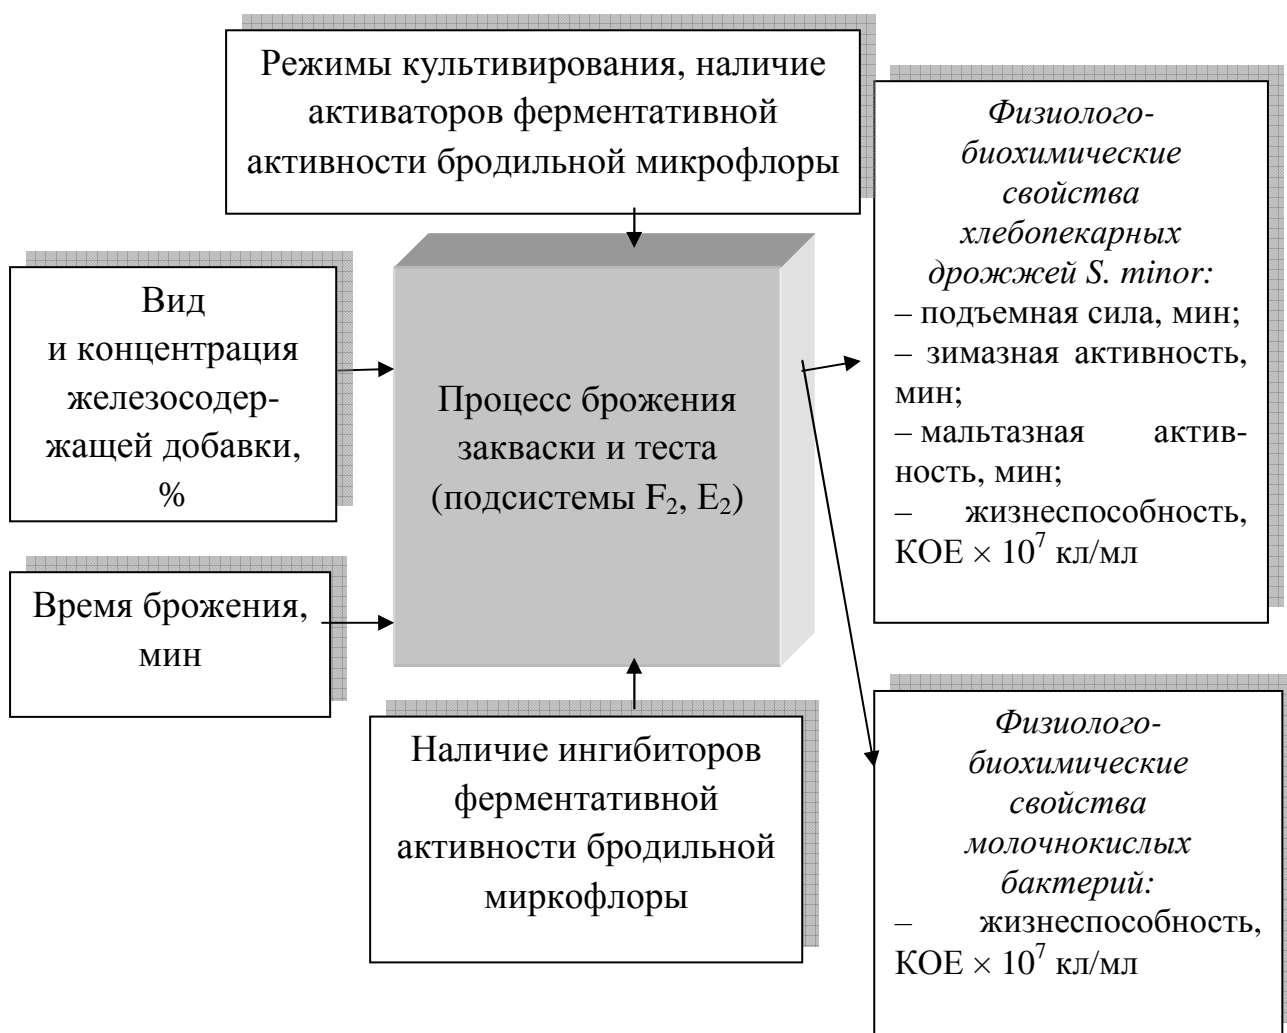 Режимы культивирования, наличие
активаторов ферментативной
активности бродильной микрофлоры
Вид
и концентрация
железосодер-
жащей добавки,
%
Время брожения,
мин
Процесс брожения
закваски и теста
(подсистемы F₂, E₂)
Наличие ингибиторов
ферментативной
активности бродильной
миркофлоры
Физиолого-
биохимические
свойства
хлебопекарных
дрожжей S. minor:
– подъемная сила, мин;
– зимазная активность,
мин;
– мальтазная актив-
ность, мин;
– жизнеспособность,
КОЕ × 10⁷ кл/мл
Физиолого-
биохимические
свойства
молочнокислых
бактерий:
– жизнеспособность,
КОЕ × 10⁷ кл/мл